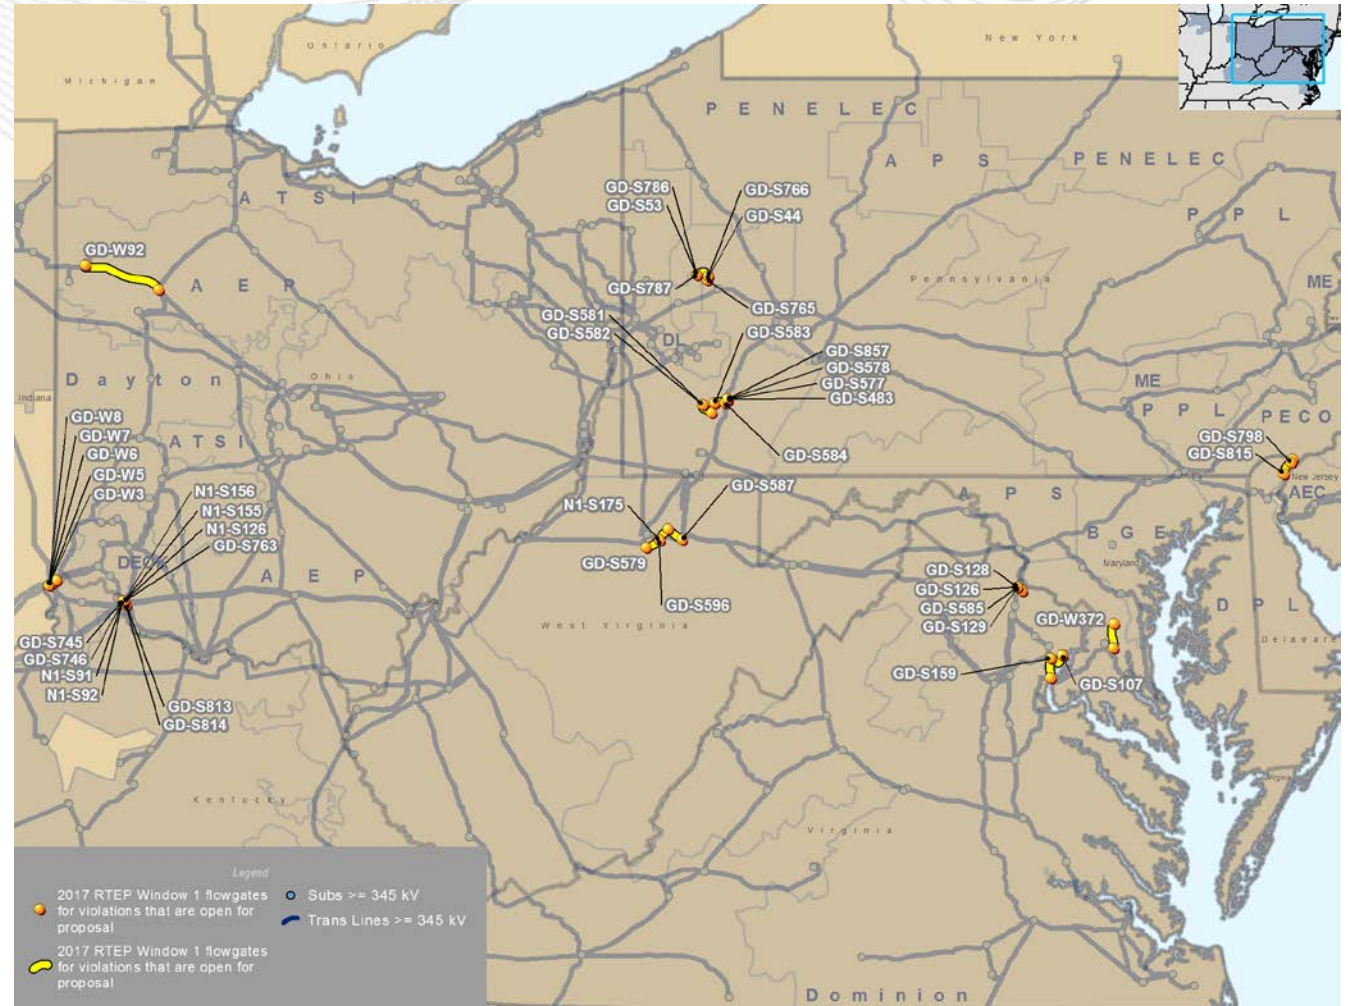 Ontario
New York
Michigan
PENELEC
APS
PENELEC
ATSI
GD-S786
GD-S766
GD-S53
GD-S44
PPL
GD-W92
AEP
Pennsylvania
ME
GD-S787
GD-S765
GD-S581
GD-S583
GD-S582
DL
GD-S857
GD-S578
Dayton
Ohio
GD-S577
ME
Indiana
GD-S483
PPL
PECO
GD-W8
GD-W7
ATSI
GD-S798
GD-W6
GD-S815
GD-S584
GD-W5
New Jersey
GD-W3
N1-S156
GD-S587
APS
AEC
N1-S155
N1-S175
N1-S126
BGE
GD-S763
GD-S579
Maryland
DEOK
AEP
GD-S128
GD-S126
GD-S596
GD-S585
DPL
GD-W372
West Virginia
GD-S129
Delaware
GD-S745
GD-S746
GD-S159
N1-S91
GD-S107
N1-S92
GD-S813
GD-S814
Virginia
Kentucky
Virginia
Legend
2017 RTEP Window 1 flowgates
for violations that are open for
proposal
Subs >= 345 kV
Trans Lines >= 345 kV
2017 RTEP Window 1 flowgates
for violations that are open for
proposal
Dominion